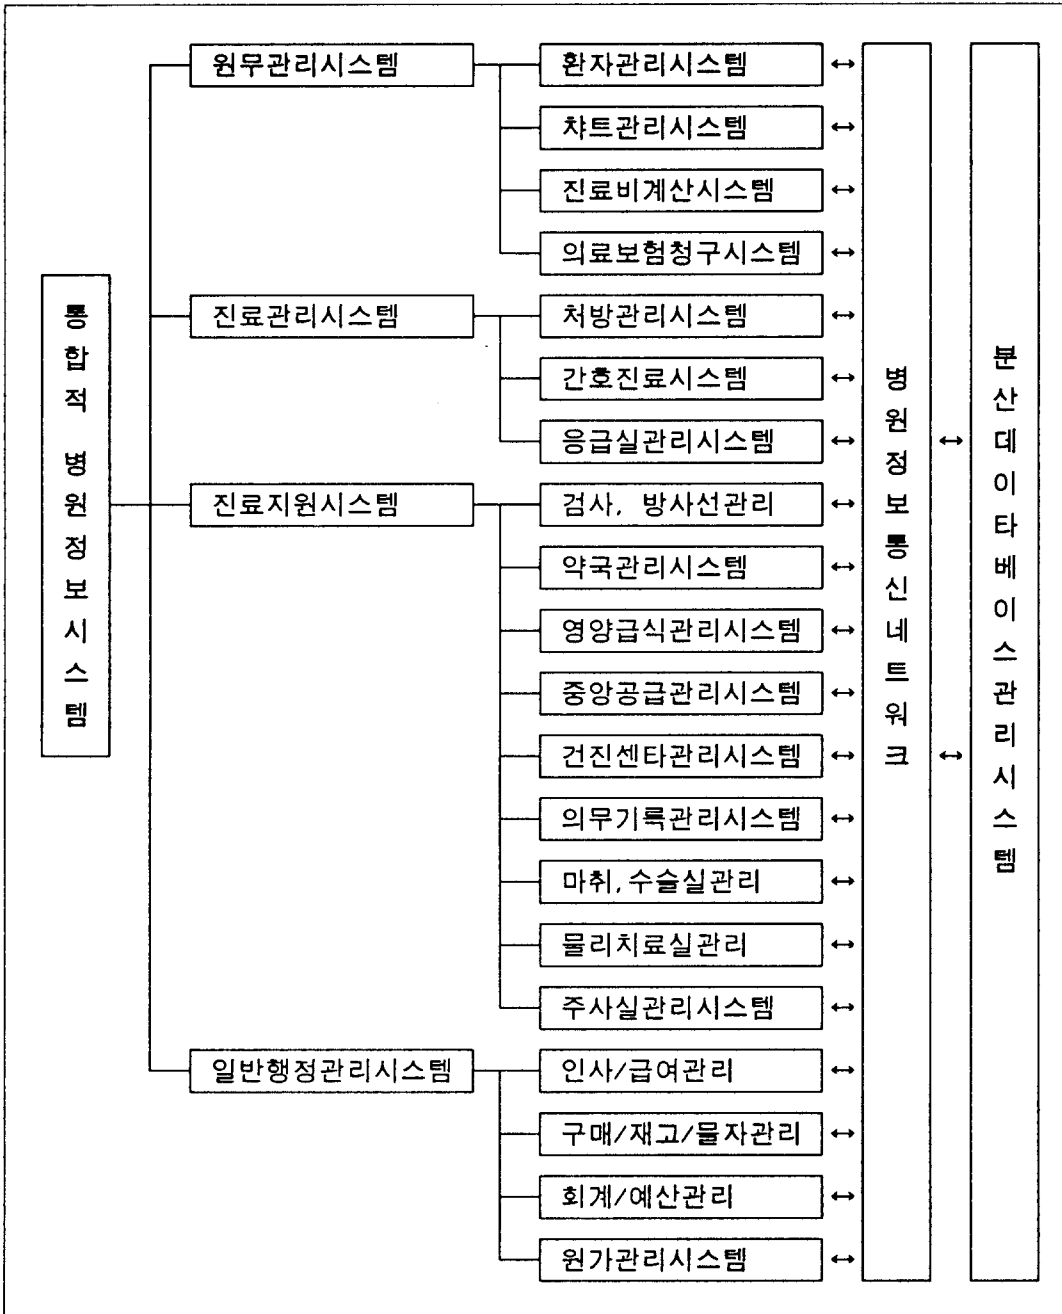 통합적 병원정보시스템
원무관리시스템
환자관리시스템
챠트관리시스템
진료비계산시스템
의료보험청구시스템
진료관리시스템
처방관리시스템
간호진료시스템
응급실관리시스템
진료지원시스템
검사, 방사선관리
약국관리시스템
영양급식관리시스템
중앙공급관리시스템
건진센타관리시스템
의무기록관리시스템
마취,수술실관리
물리치료실관리
주사실관리시스템
일반행정관리시스템
인사/급여관리
구매/재고/물자관리
회계/예산관리
원가관리시스템
병원정보통신네트워크
분산데이타베이스관리시스템